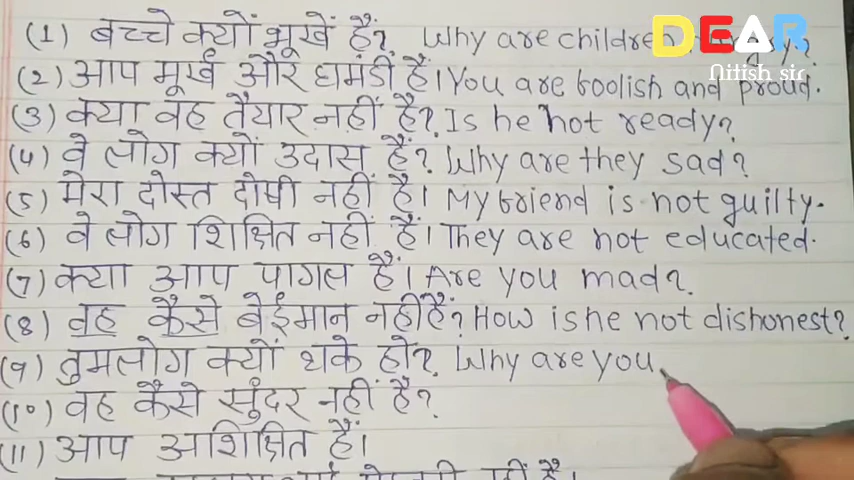 DEAR
Nitish sir
(1) बच्चे क्यों भूखें हैं? Why are children
(2) आप मूर्ख और घमंडी हैं। You are foolish and proud.
(3) क्या वह तैयार नहीं है? Is he not ready?
(4) वे लोग क्यों उदास हैं? Why are they sad?
(5) मेरा दोस्त दोषी नहीं है। My friend is not guilty.
(6) वे लोग शिक्षित नहीं हैं। They are not educated.
(7) क्या आप पागल हैं। Are you mad?
(8) वह कैसे बेईमान नहीं है? How is he not dishonest?
(9) तुमलोग क्यों थके हो? Why are you
(१०) वह कैसे सुंदर नहीं है?
(11) आप अशिक्षित हैं।